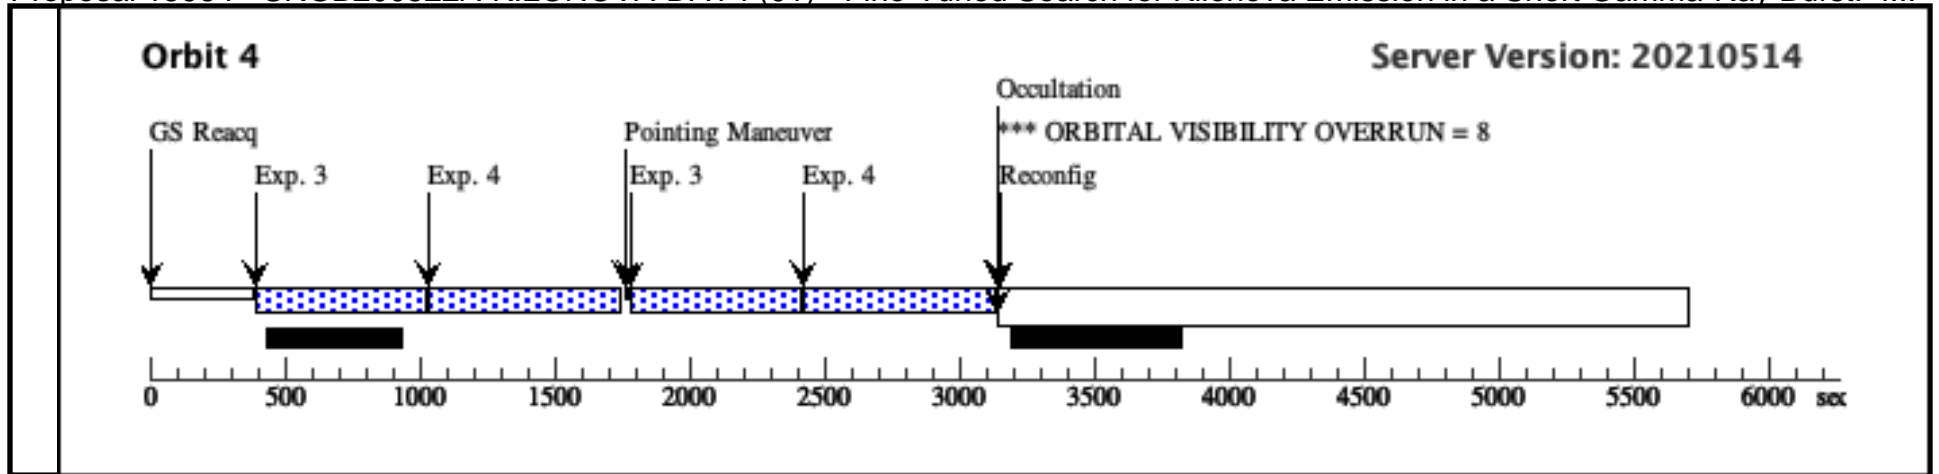 Orbit 4
Server Version: 20210514
Occultation
GS Reacq
Pointing Maneuver
*** ORBITAL VISIBILITY OVERRUN = 8
Exp. 3
Exp. 4
Exp. 3
Exp. 4
Reconfig
0 500 1000 1500 2000 2500 3000 3500 4000 4500 5000 5500 6000 sec